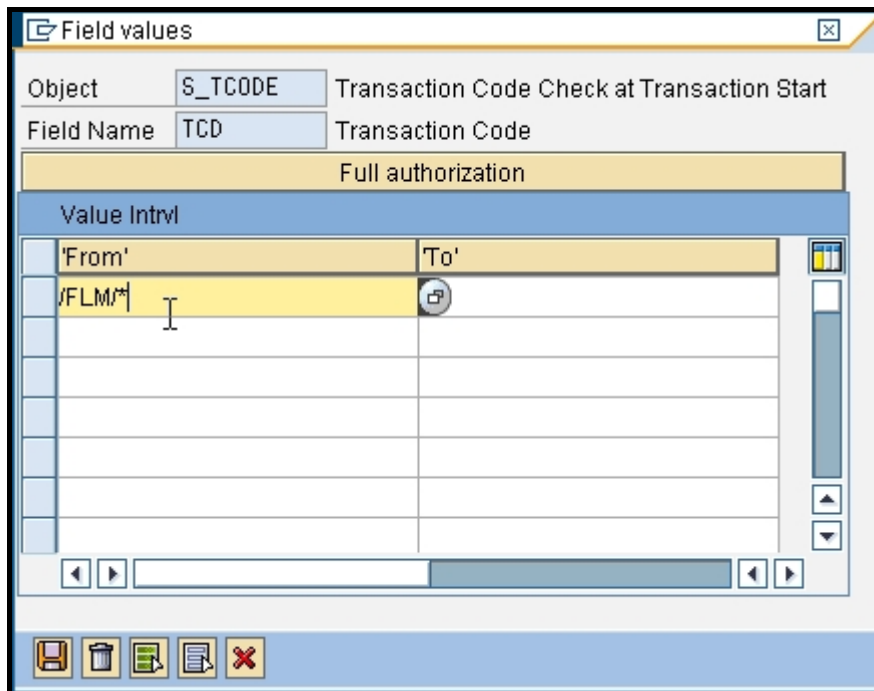 Field values
Object S_TCODE Transaction Code Check at Transaction Start
Field Name TCD Transaction Code
Full authorization
Value Intrvl
'From' 'To'
/FLM/*